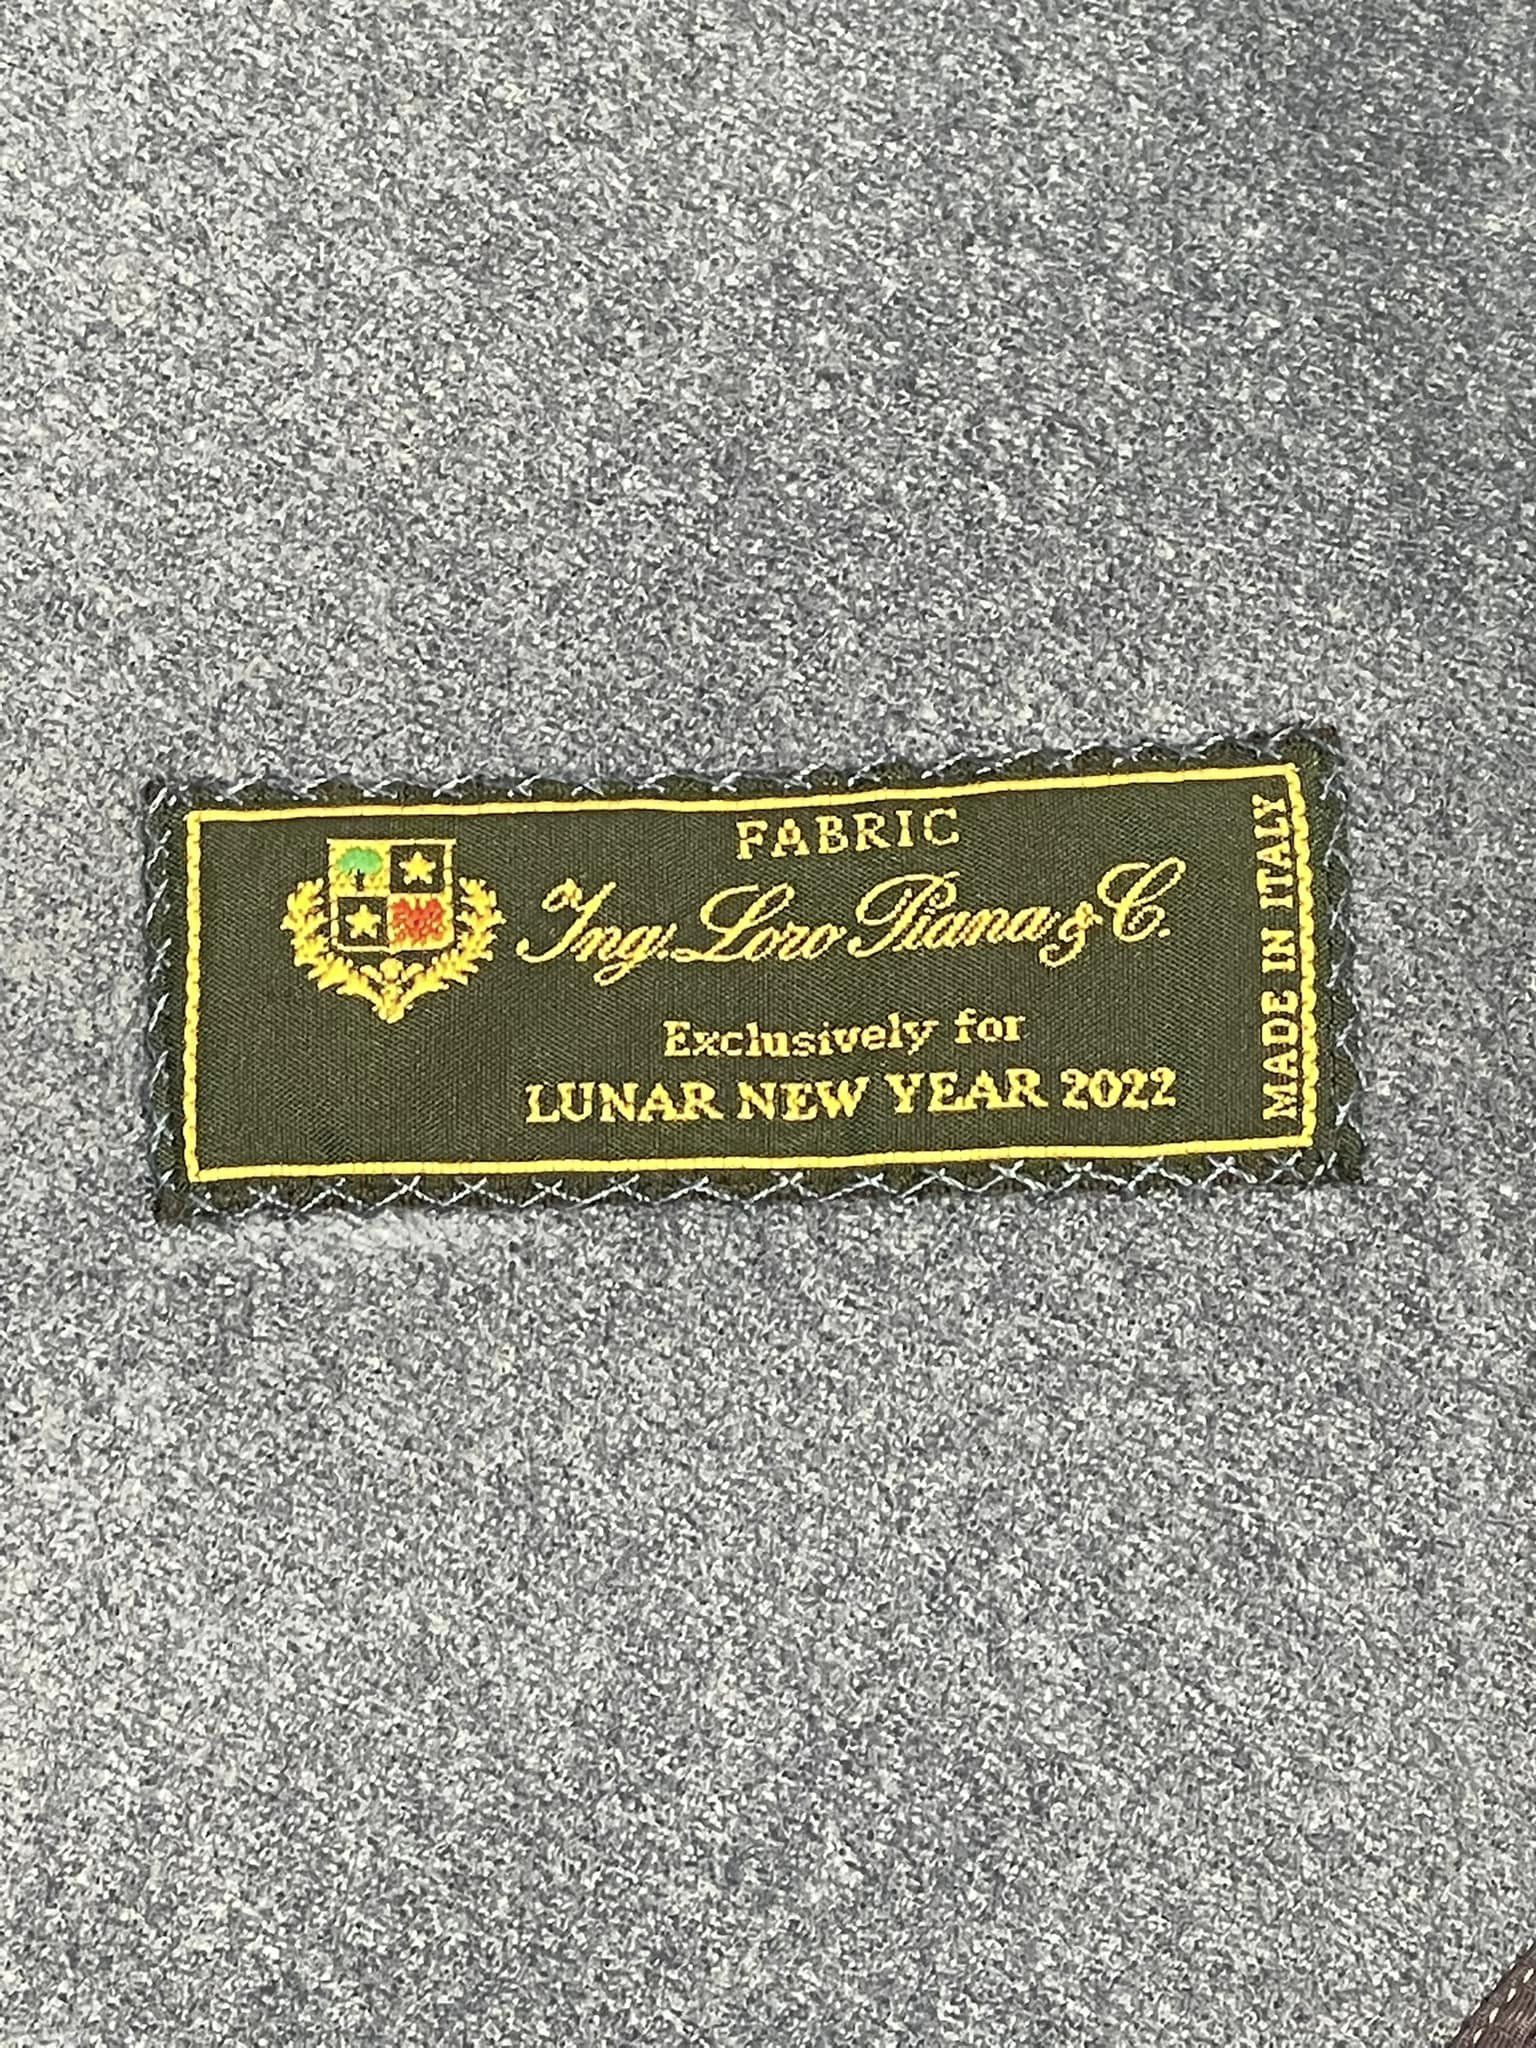 FABRIC
Ing. Loro Piana & C.
Exclusively for
LUNAR NEW YEAR 2022
MADE IN ITALY